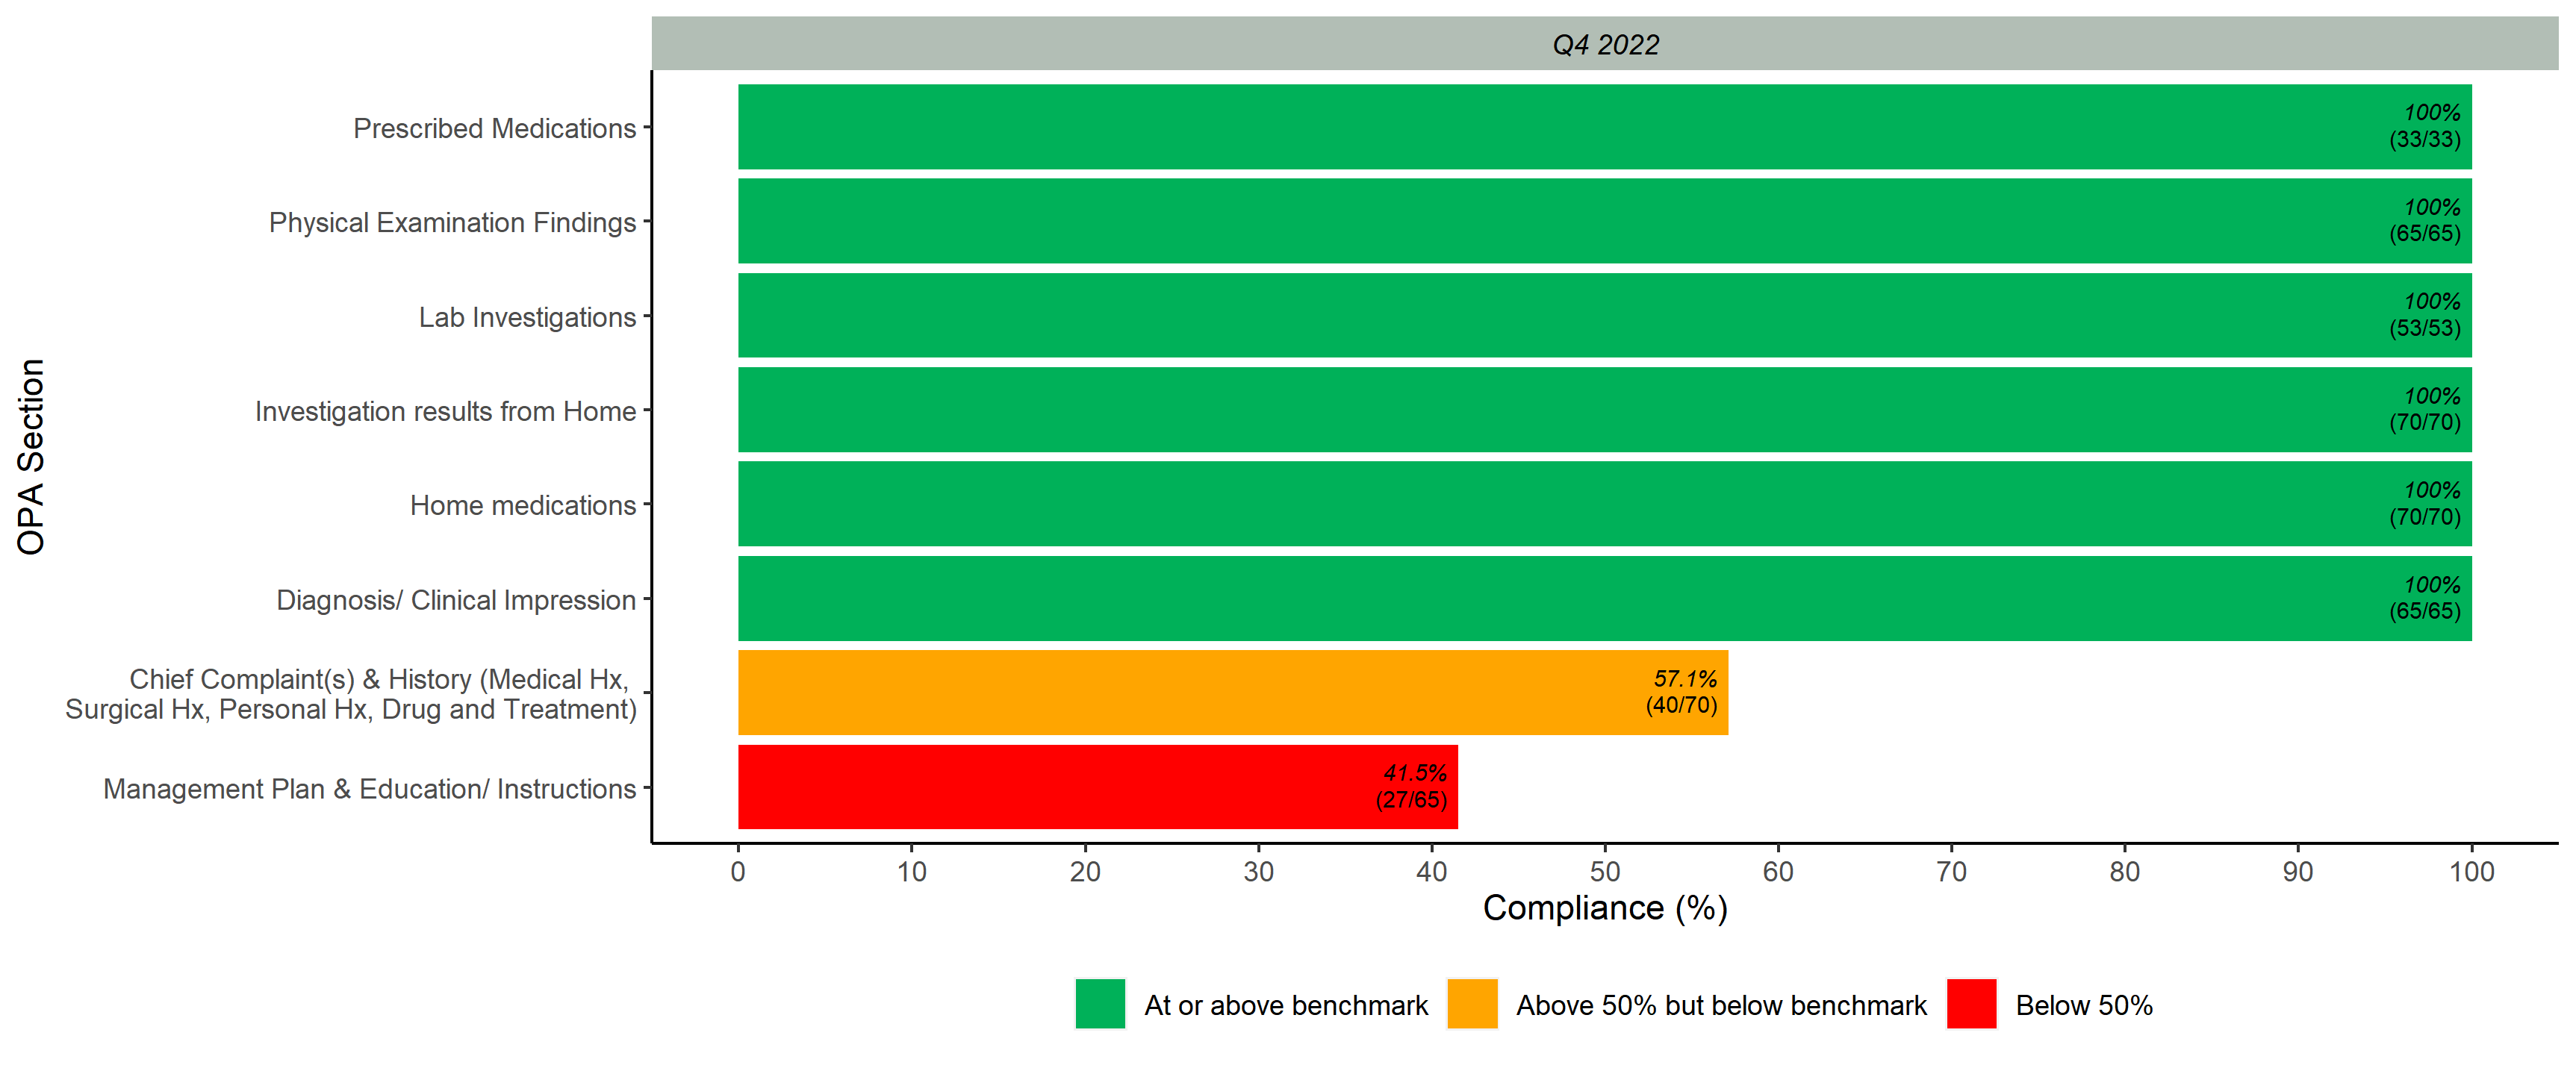 Q4 2022
OPA Section
Prescribed Medications
100%
(33/33)
Physical Examination Findings
100%
(65/65)
Lab Investigations
100%
(53/53)
Investigation results from Home
100%
(70/70)
Home medications
100%
(70/70)
Diagnosis/ Clinical Impression
100%
(65/65)
Chief Complaint(s) & History (Medical Hx,
Surgical Hx, Personal Hx, Drug and Treatment)
57.1%
(40/70)
Management Plan & Education/ Instructions
41.5%
(27/65)
0 10 20 30 40 50 60 70 80 90 100
Compliance (%)
At or above benchmark Above 50% but below benchmark Below 50%